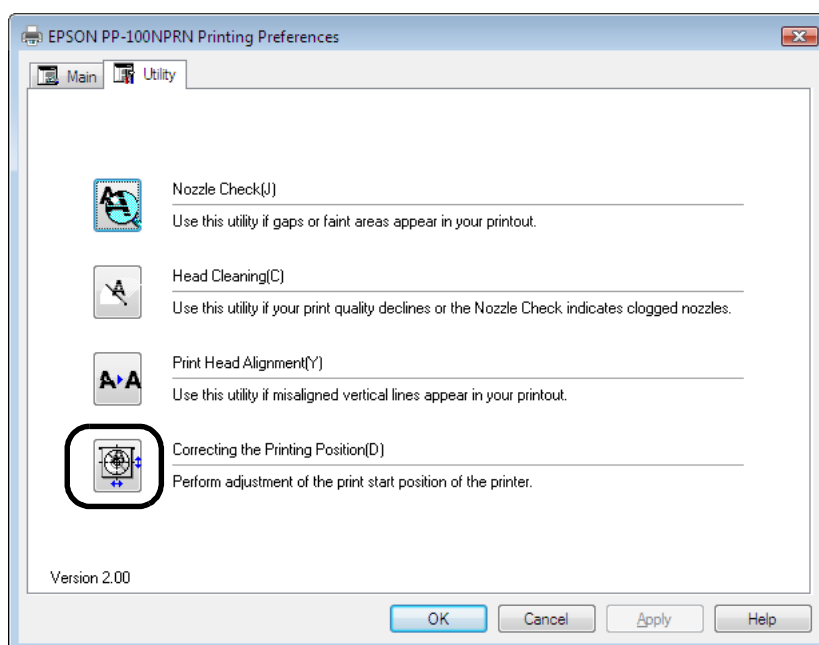 EPSON PP-100NPRN Printing Preferences
Main Utility
Nozzle Check(J)
Use this utility if gaps or faint areas appear in your printout.
Head Cleaning(C)
Use this utility if your print quality declines or the Nozzle Check indicates clogged nozzles.
Print Head Alignment(Y)
Use this utility if misaligned vertical lines appear in your printout.
Correcting the Printing Position(D)
Perform adjustment of the print start position of the printer.
Version 2.00
OK Cancel Apply Help